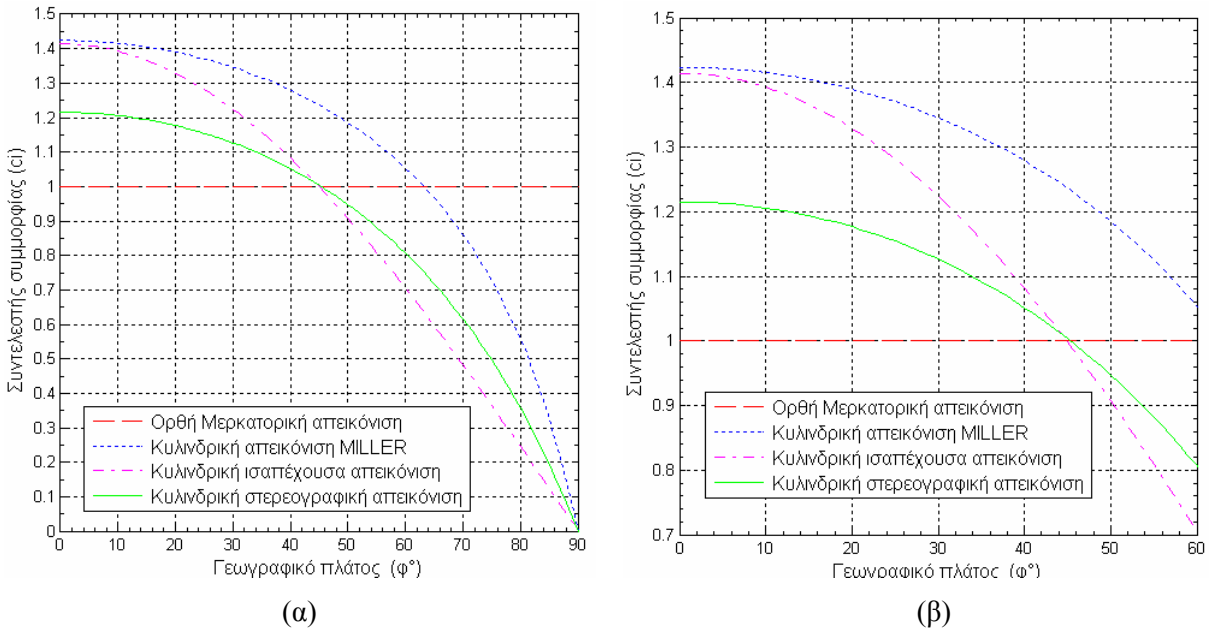 1.5
1.4
1.3
1.2
1.1
1
0.9
0.8
0.7
0.6
0.5
0.4
0.3
0.2
0.1
0
Συντελεστής συμμορφίας (ci)
Ορθή Μερκατορική απεικόνιση
Κυλινδρική απεικόνιση MILLER
Κυλινδρική ισαπέχουσα απεικόνιση
Κυλινδρική στερεογραφική απεικόνιση
0 10 20 30 40 50 60 70 80 90
Γεωγραφικό πλάτος (φ°)
(α)
1.5
1.4
1.3
1.2
1.1
1
0.9
0.8
0.7
Συντελεστής συμμορφίας (ci)
Ορθή Μερκατορική απεικόνιση
Κυλινδρική απεικόνιση MILLER
Κυλινδρική ισαπέχουσα απεικόνιση
Κυλινδρική στερεογραφική απεικόνιση
0 10 20 30 40 50 60
Γεωγραφικό πλάτος (φ°)
(β)